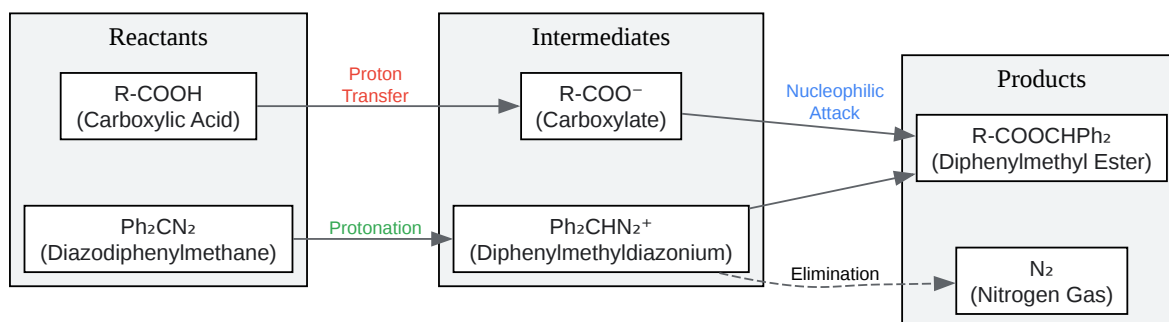 Reactants
R-COOH
(Carboxylic Acid)
Ph₂CN₂
(Diazodiphenylmethane)
Proton
Transfer
Protonation
Intermediates
R-COO⁻
(Carboxylate)
Ph₂CHN₂⁺
(Diphenylmethyldiazonium)
Nucleophilic
Attack
Elimination
Products
R-COOCHPh₂
(Diphenylmethyl Ester)
N₂
(Nitrogen Gas)